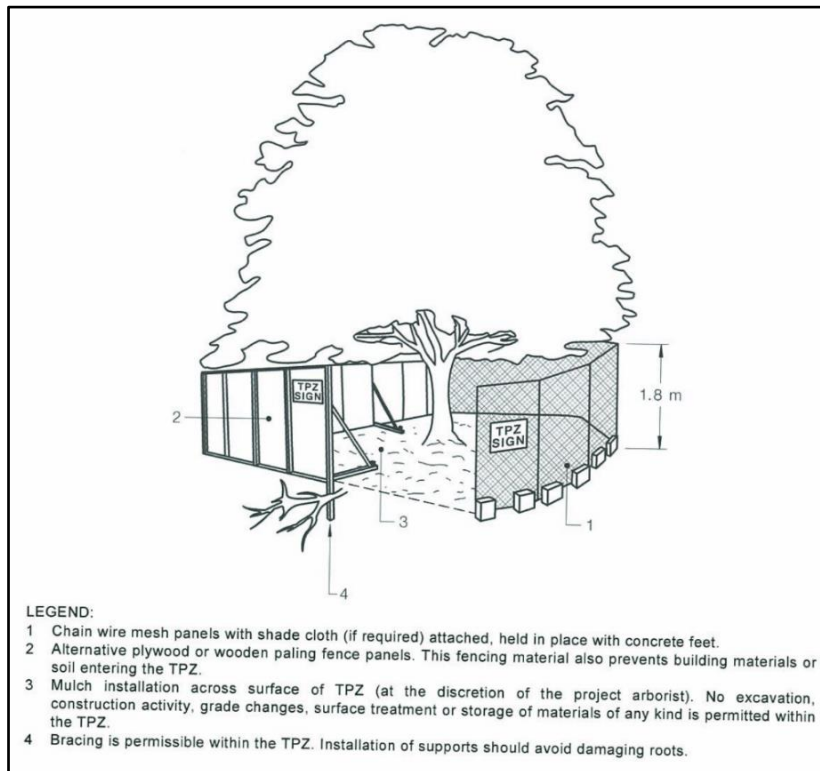 TPZ
SIGN
1.8 m
2
TPZ
SIGN
3
1
4
LEGEND:
1 Chain wire mesh panels with shade cloth (if required) attached, held in place with concrete feet.
2 Alternative plywood or wooden paling fence panels. This fencing material also prevents building materials or
soil entering the TPZ.
3 Mulch installation across surface of TPZ (at the discretion of the project arborist). No excavation,
construction activity, grade changes, surface treatment or storage of materials of any kind is permitted within
the TPZ.
4 Bracing is permissible within the TPZ. Installation of supports should avoid damaging roots.